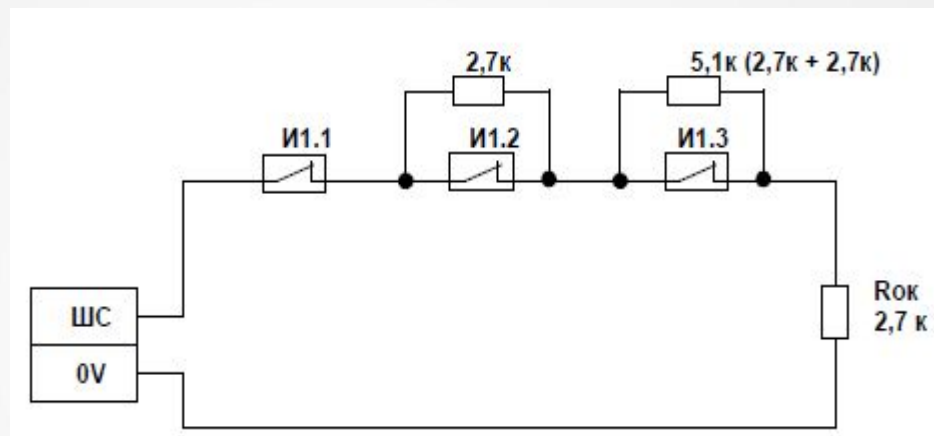 2,7к
5,1к (2,7к + 2,7к)
И1.1
И1.2
И1.3
ШС
0V
Rок
2,7 к